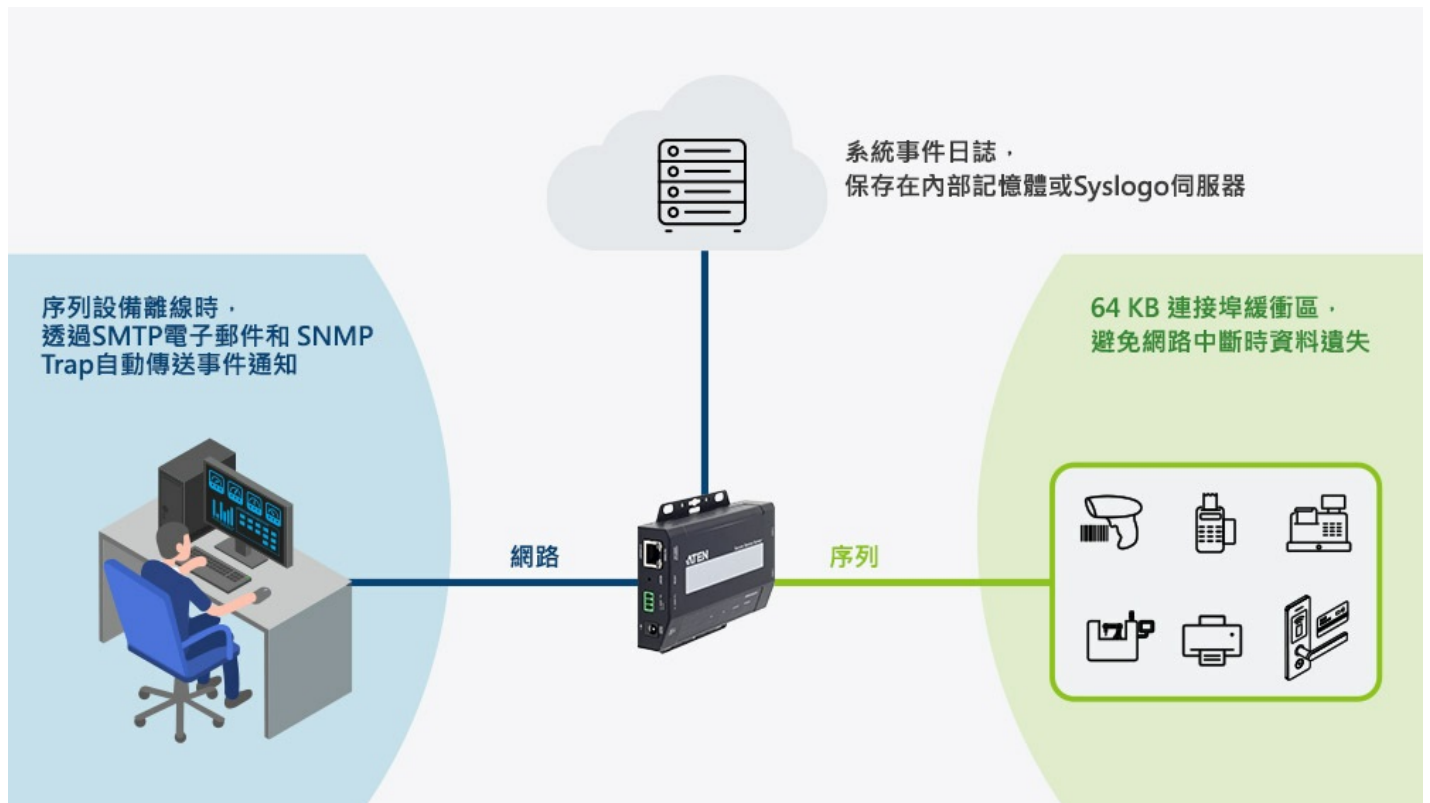 系統事件日誌，
保存在內部記憶體或Syslogo伺服器
序列設備離線時，
透過SMTP電子郵件和 SNMP
Trap自動傳送事件通知
64 KB 連接埠緩衝區，
避免網路中斷時資料遺失
網路
ATEN
序列